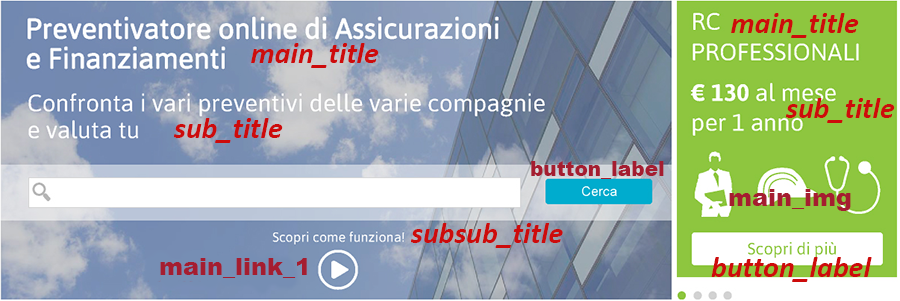 Preventivatore online di Assicurazioni
e Finanziamenti main_title
Confronta i vari preventivi delle varie compagnie
e valuta tu sub_title
button_label
Cerca
Scopri come funziona! subsub_title
main_link_1
RC main_title
PROFESSIONALI
€ 130 al mese
sub_title
per 1 anno
main_img
Scopri di più
button_label